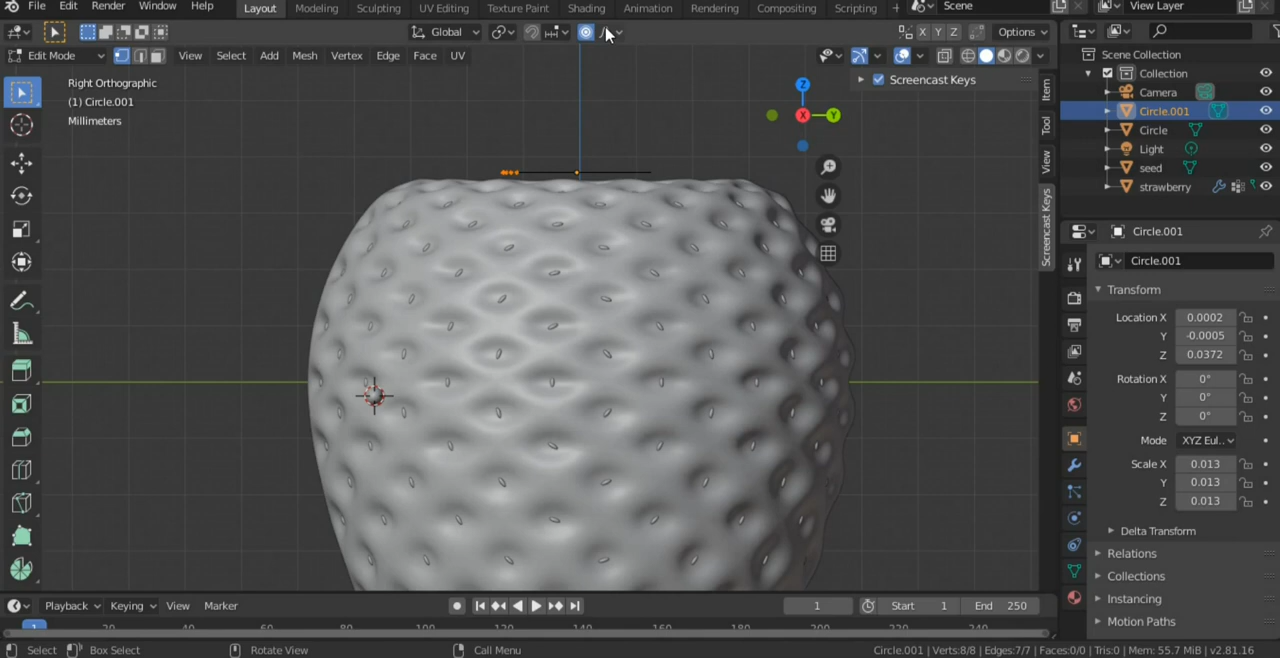 File Edit Render Window Help Layout Modeling Sculpting UV Editing Texture Paint Shading Animation Rendering Compositing Scripting Scene View Layer
Global Options
Edit Mode View Select Add Mesh Vertex Edge Face UV
Right Orthographic
(1) Circle.001
Millimeters
Screencast Keys
X Y Z
Z
X Y
Item
Tool
View
Screencast Keys
Scene Collection
Collection
Camera
Circle.001
Circle
Light
seed
strawberry
Circle.001
Circle.001
Transform
Location X 0.0002
Y -0.0005
Z 0.0372
Rotation X 0°
Y 0°
Z 0°
Mode XYZ Eul..
Scale X 0.013
Y 0.013
Z 0.013
Delta Transform
Relations
Collections
Instancing
Motion Paths
Playback Keying View Marker 1 Start 1 End 250
1 20 60 80 100 120 140 160 180 200 220 240
Select Box Select Rotate View Call Menu Circle.001 | Verts:8/8 | Edges:7/7 | Faces:0/0 | Tris:0 | Mem: 55.7 MiB | v2.81.16